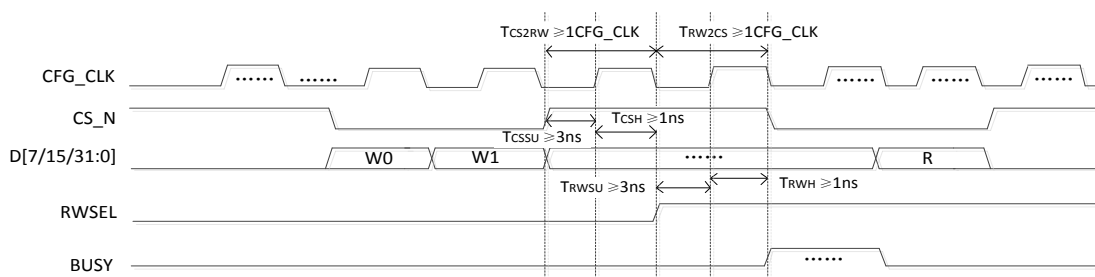 TCS2RW ≥1CFG_CLK TRW2CS ≥1CFG_CLK
CFG_CLK ······ ······ ······ ······ ······
CS_N
TCSH ≥1ns
TCSSU ≥3ns
D[7/15/31:0] W0 W1 ······ R
TRWSU ≥3ns TRWH ≥1ns
RWSEL
BUSY ······